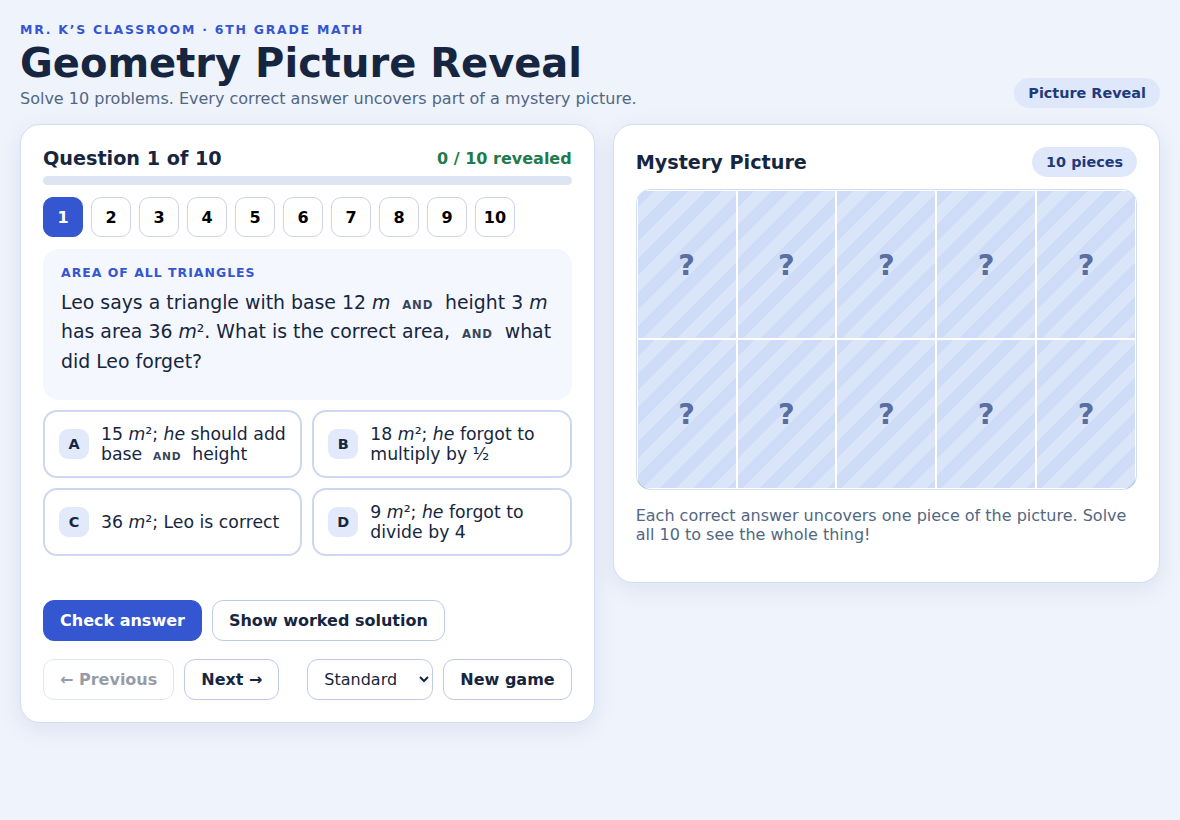 MR. K’S CLASSROOM · 6TH GRADE MATH
Geometry Picture Reveal
Solve 10 problems. Every correct answer uncovers part of a mystery picture.
Picture Reveal
Question 1 of 10
0 / 10 revealed
1 2 3 4 5 6 7 8 9 10
AREA OF ALL TRIANGLES
Leo says a triangle with base 12 m AND height 3 m
has area 36 m². What is the correct area, AND what
did Leo forget?
A 15 m²; he should add
base AND height
B 18 m²; he forgot to
multiply by ½
C 36 m²; Leo is correct
D 9 m²; he forgot to
divide by 4
Check answer
Show worked solution
← Previous
Next →
Standard
New game
Mystery Picture
10 pieces
? ? ? ? ?
? ? ? ? ?
Each correct answer uncovers one piece of the picture. Solve
all 10 to see the whole thing!